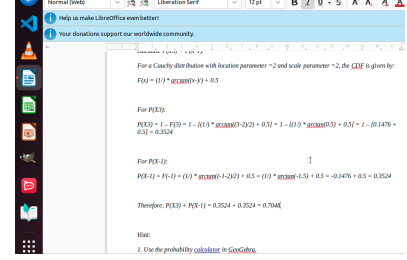 Normal (Web)
Liberation Serif
12 pt
Help us make LibreOffice even better!
Your donations support our worldwide community.
For a Cauchy distribution with location parameter =2 and scale parameter =2, the CDF is given by:
F(x) = (1/) * arctan((x-)/) + 0.5
For P(X3):
P(X3) = 1 – F(3) = 1 – [(1/) * arctan((3-2)/2) + 0.5] = 1 – [(1/) * arctan(0.5) + 0.5] = 1 – [0.1476 +
0.5] = 0.3524
For P(X-1):
P(X-1) = F(-1) = (1/) * arctan((-1-2)/2) + 0.5 = (1/) * arctan(-1.5) + 0.5 = -0.1476 + 0.5 = 0.3524
Therefore, P(X3) + P(X-1) = 0.3524 + 0.3524 = 0.7048
Hint:
1. Use the probability calculator in GeoGebra.